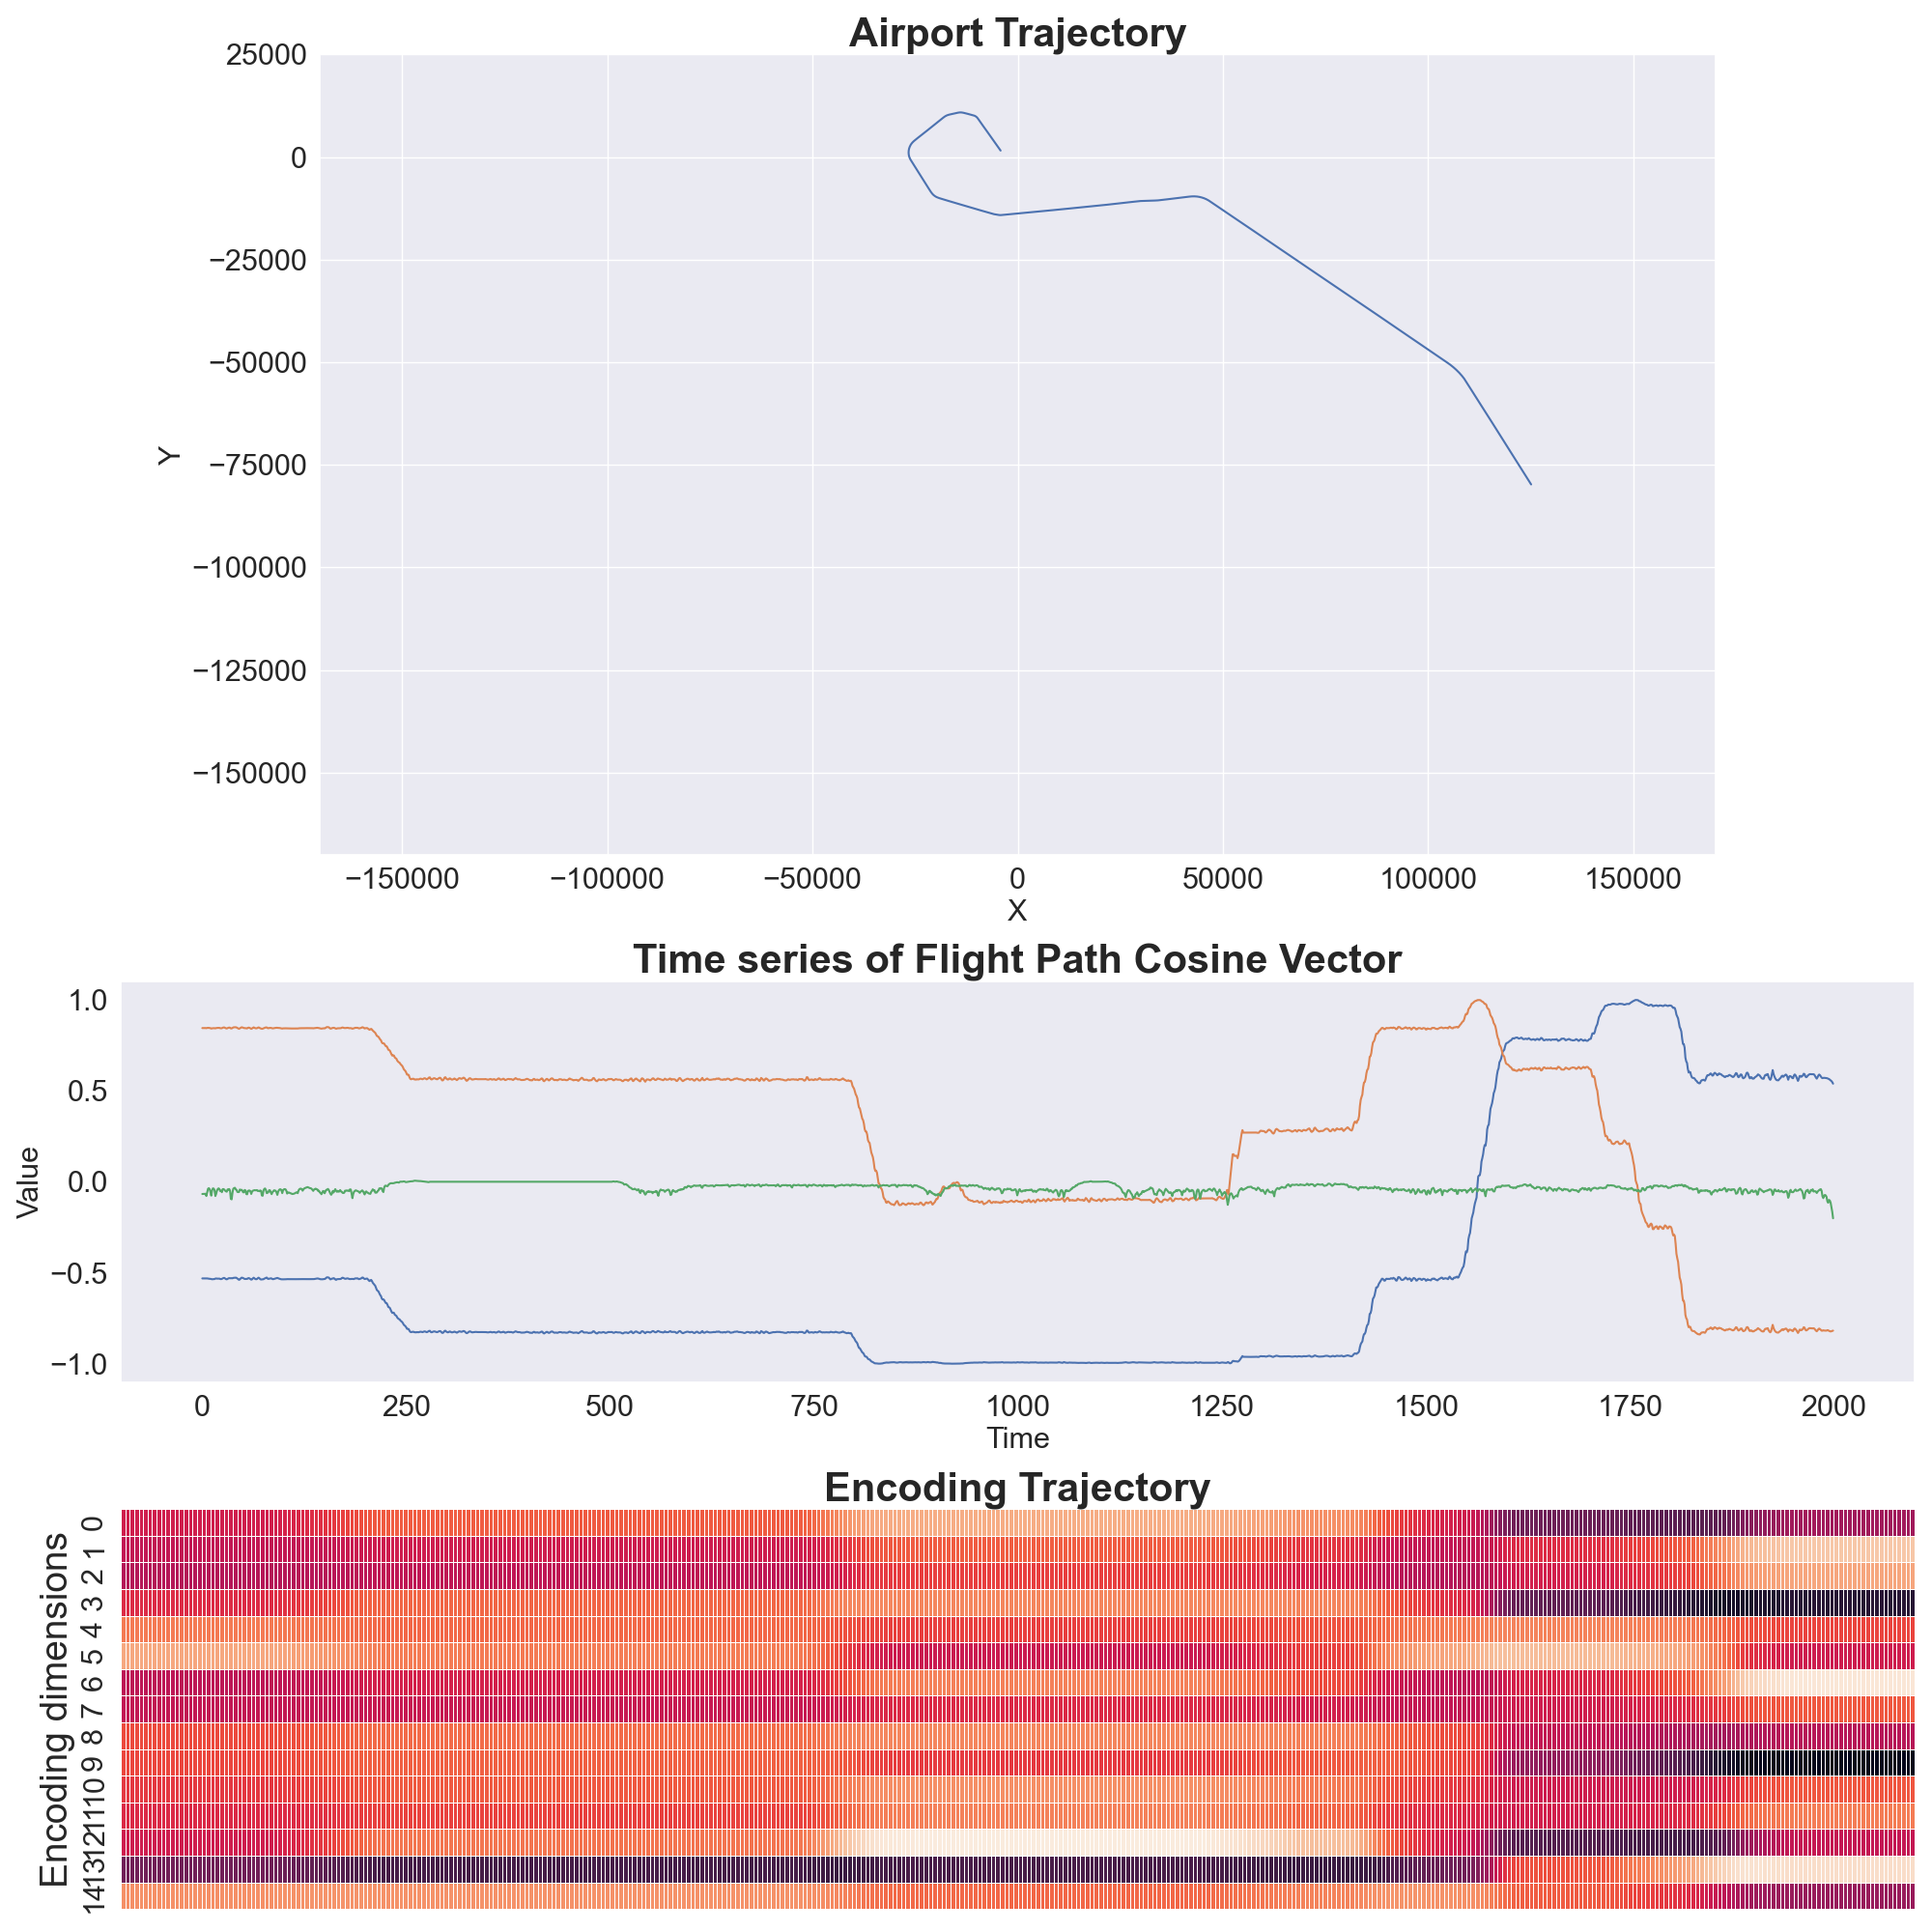 Airport Trajectory
25000
0
−25000
−50000
−75000
−100000
−125000
−150000
Y
−150000 −100000 −50000 0 50000 100000 150000
X
Time series of Flight Path Cosine Vector
1.0
0.5
0.0
−0.5
−1.0
Value
0 250 500 750 1000 1250 1500 1750 2000
Time
Encoding Trajectory
Encoding dimensions
0
1
2
3
4
5
6
7
8
9
10
11
12
13
14